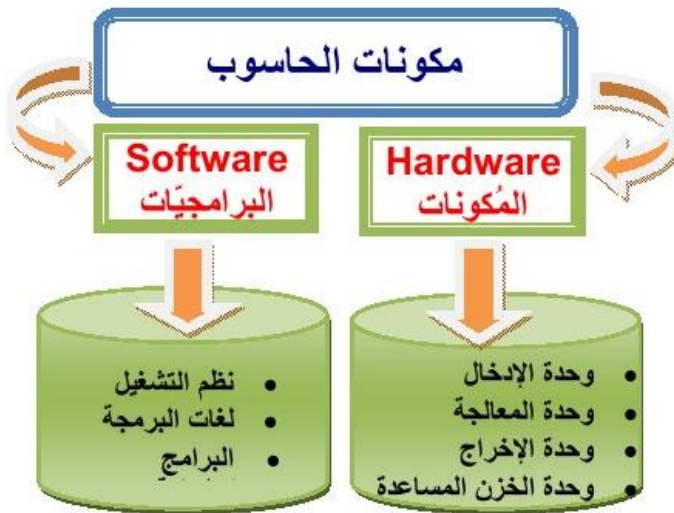 مكونات الحاسوب
Hardware
المُكونات
Software
البرامجيّات
وحدة الإدخال
وحدة المعالجة
وحدة الإخراج
وحدة الخزن المساعدة
نظم التشغيل
لغات البرمجة
البرامج